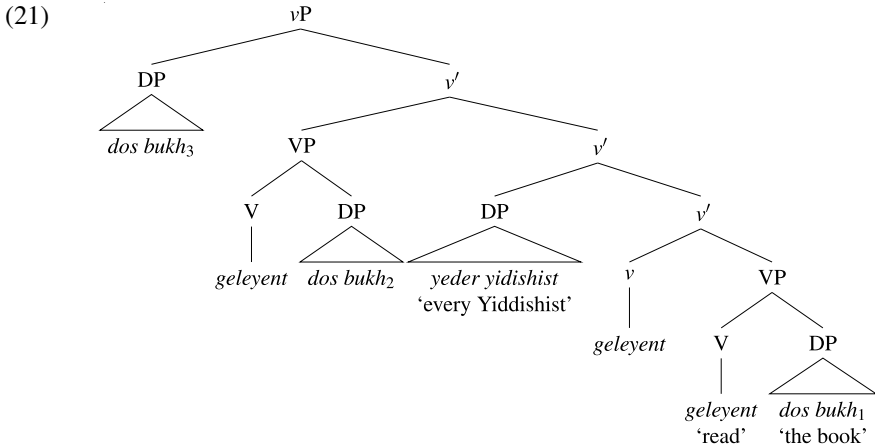 (21) vP
DP v′
dos bukh₃ VP v′
V DP DP v′
geleyent dos bukh₂ yeder yidishist v VP
‘every Yiddishist’
geleyent V DP
geleyent dos bukh₁
‘read’ ‘the book’